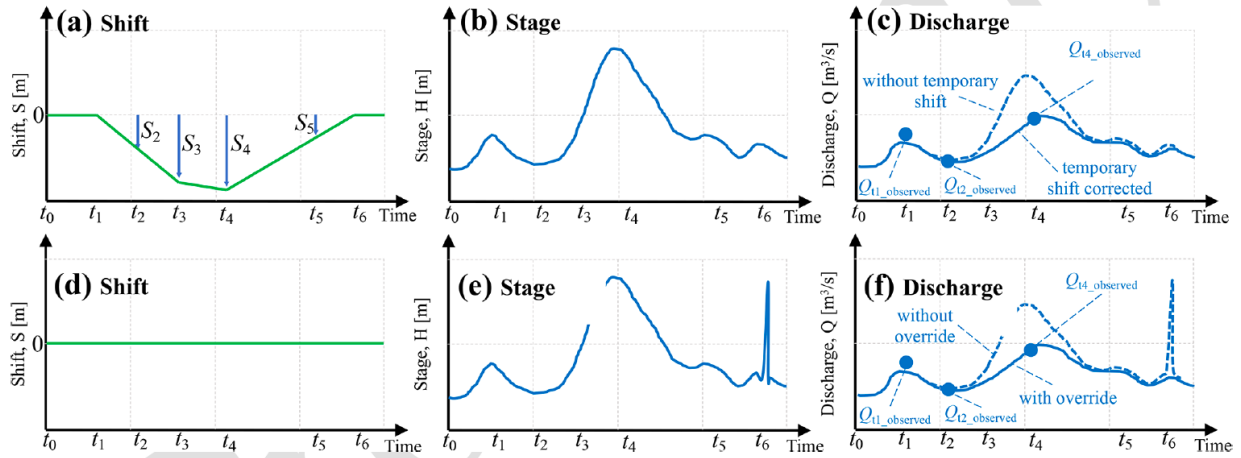 (a) Shift
Shift, S [m]
0
S2
S3
S4
S5
t0 t1 t2 t3 t4 t5 t6 Time
(b) Stage
Stage, H [m]
t0 t1 t2 t3 t4 t5 t6 Time
(c) Discharge
Discharge, Q [m³/s]
Qt4_observed
without temporary
shift
temporary
shift corrected
Qt1_observed
Qt2_observed
t0 t1 t2 t3 t4 t5 t6 Time
(d) Shift
Shift, S [m]
0
t0 t1 t2 t3 t4 t5 t6 Time
(e) Stage
Stage, H [m]
t0 t1 t2 t3 t4 t5 t6 Time
(f) Discharge
Discharge, Q [m³/s]
Qt4_observed
without
override
with override
Qt1_observed
Qt2_observed
t0 t1 t2 t3 t4 t5 t6 Time